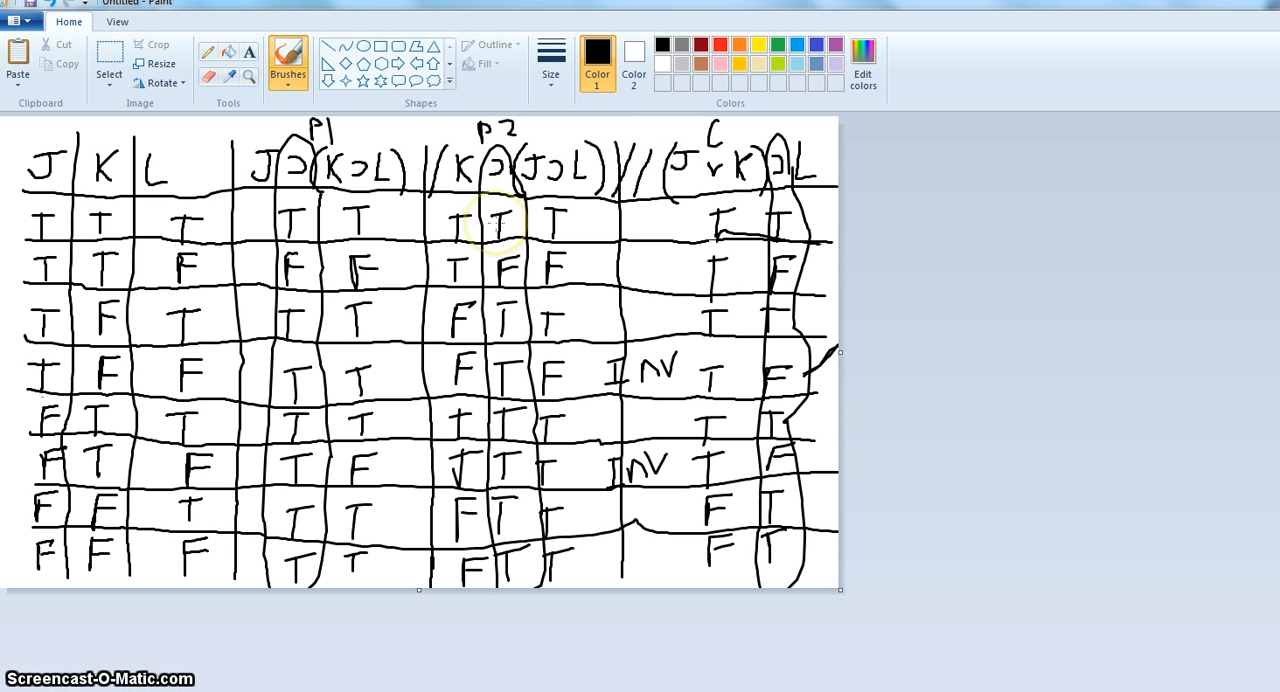 Untitled - Paint
Home View
Paste Cut Copy Select Crop Resize Rotate A Brushes Outline Fill Size Color 1 Color 2 Edit colors
Clipboard Image Tools Shapes Colors
P1 P2 C
J K L J ⊃ (K ⊃ L) / K ⊃ (J ⊃ L) // (J v K) ⊃ L
T T T T T T T T T T
T T F F F T F F T F
T F T T T F T T T T
T F F T T F T F INV T F
F T T T T T T T T T
F T F T F T T T INV T F
F F T T T F T T F T
F F F T T F T T F T
Screencast-O-Matic.com